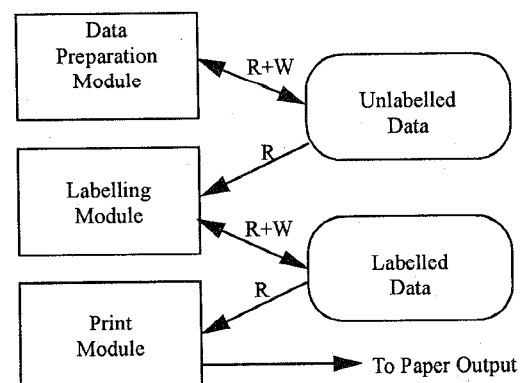 Data
Preparation
Module
R+W
Unlabelled
Data
R
Labelling
Module
R+W
Labelled
Data
R
Print
Module
To Paper Output